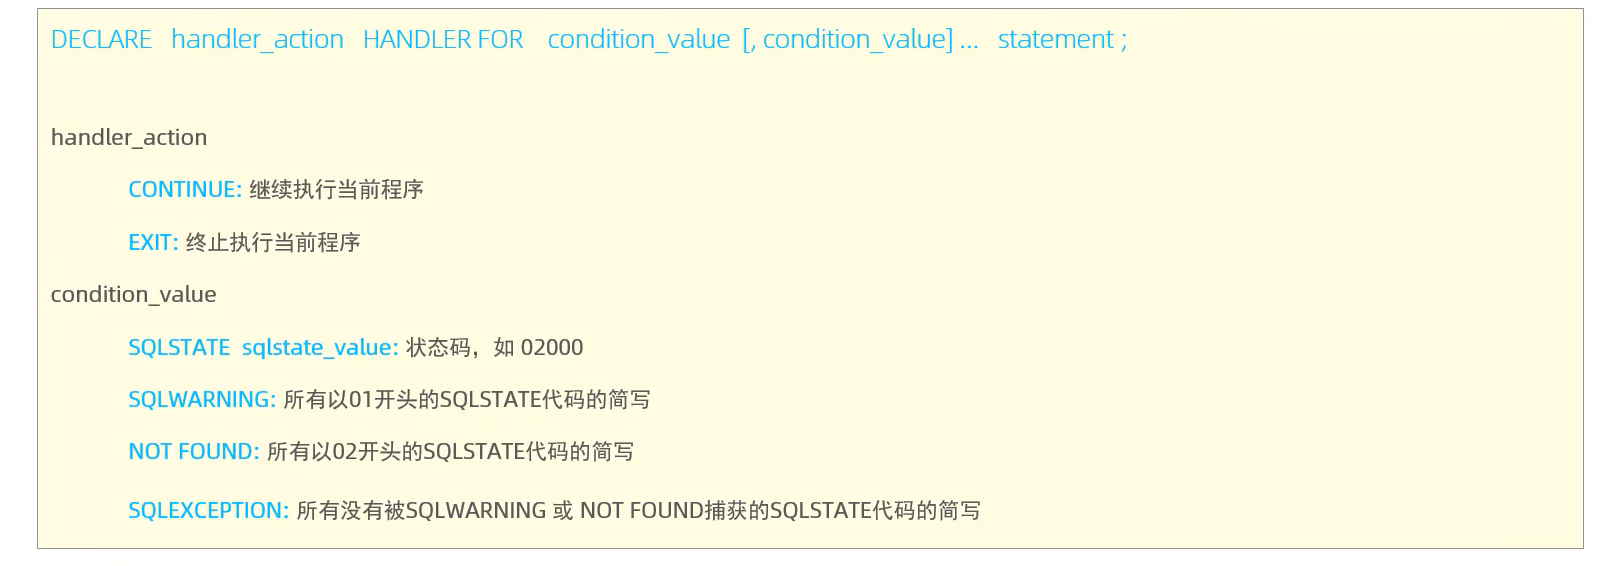 DECLARE handler_action HANDLER FOR condition_value [, condition_value] ... statement ;
handler_action
CONTINUE: 继续执行当前程序
EXIT: 终止执行当前程序
condition_value
SQLSTATE sqlstate_value: 状态码，如 02000
SQLWARNING: 所有以01开头的SQLSTATE代码的简写
NOT FOUND: 所有以02开头的SQLSTATE代码的简写
SQLEXCEPTION: 所有没有被SQLWARNING 或 NOT FOUND捕获的SQLSTATE代码的简写